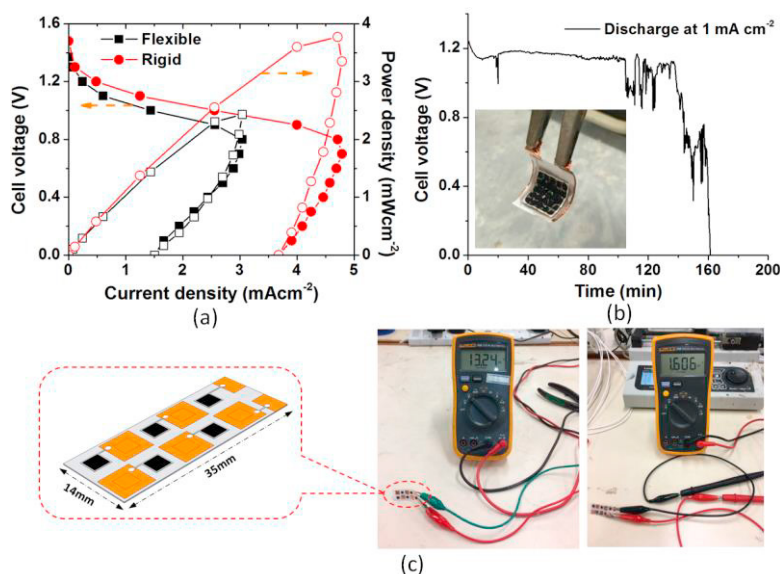 (a)
1.6
1.2
0.8
0.4
0.0
Cell voltage (V)
Flexible
Rigid
4
3
2
1
0
Power density (mWcm⁻²)
0 1 2 3 4 5
Current density (mAcm⁻²)
(a)
(b)
1.6
1.2
0.8
0.4
0.0
Cell voltage (V)
Discharge at 1 mA cm⁻²
0 40 80 120 160 200
Time (min)
(b)
14mm
35mm
13.24
1.606
(c)